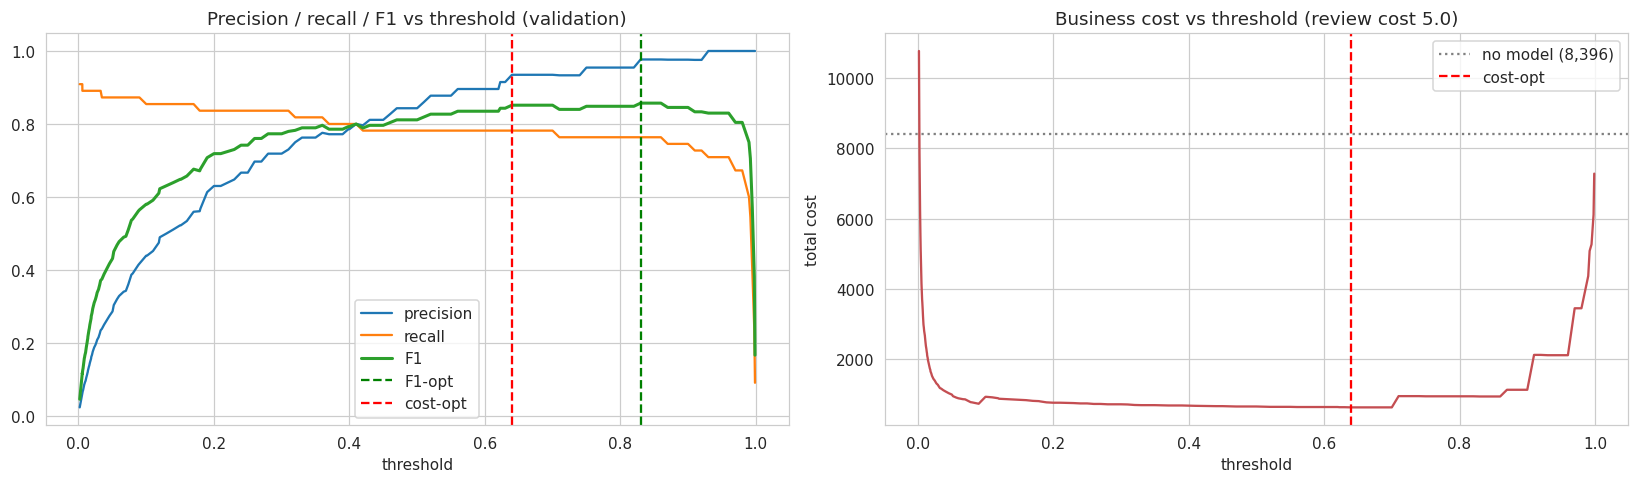 Precision / recall / F1 vs threshold (validation)
1.0
0.8
0.6
0.4
0.2
0.0
precision
recall
F1
F1-opt
cost-opt
0.0 0.2 0.4 0.6 0.8 1.0
threshold
Business cost vs threshold (review cost 5.0)
total cost
10000
8000
6000
4000
2000
no model (8,396)
cost-opt
0.0 0.2 0.4 0.6 0.8 1.0
threshold